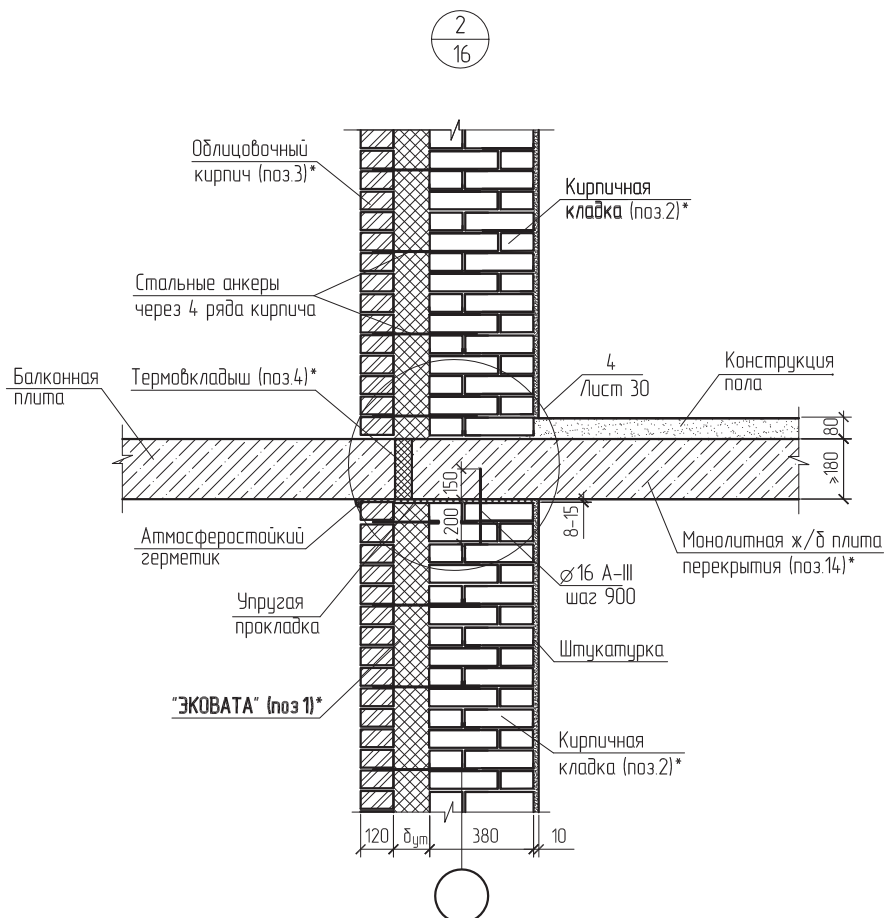 2
16
Облицовочный
кирпич (поз.3)*
Кирпичная
кладка (поз.2)*
Стальные анкеры
через 4 ряда кирпича
4
Лист 30
Конструкция
пола
Балконная
плита
Термовкладыш (поз.4)*
80
≥180
150
200
8-15
Атмосферостойкий
герметик
Монолитная ж/б плита
перекрытия (поз.14)*
∅16 А-III
шаг 900
Упругая
прокладка
Штукатурка
"ЭКОВАТА" (поз 1)*
Кирпичная
кладка (поз.2)*
120
δут
380
10